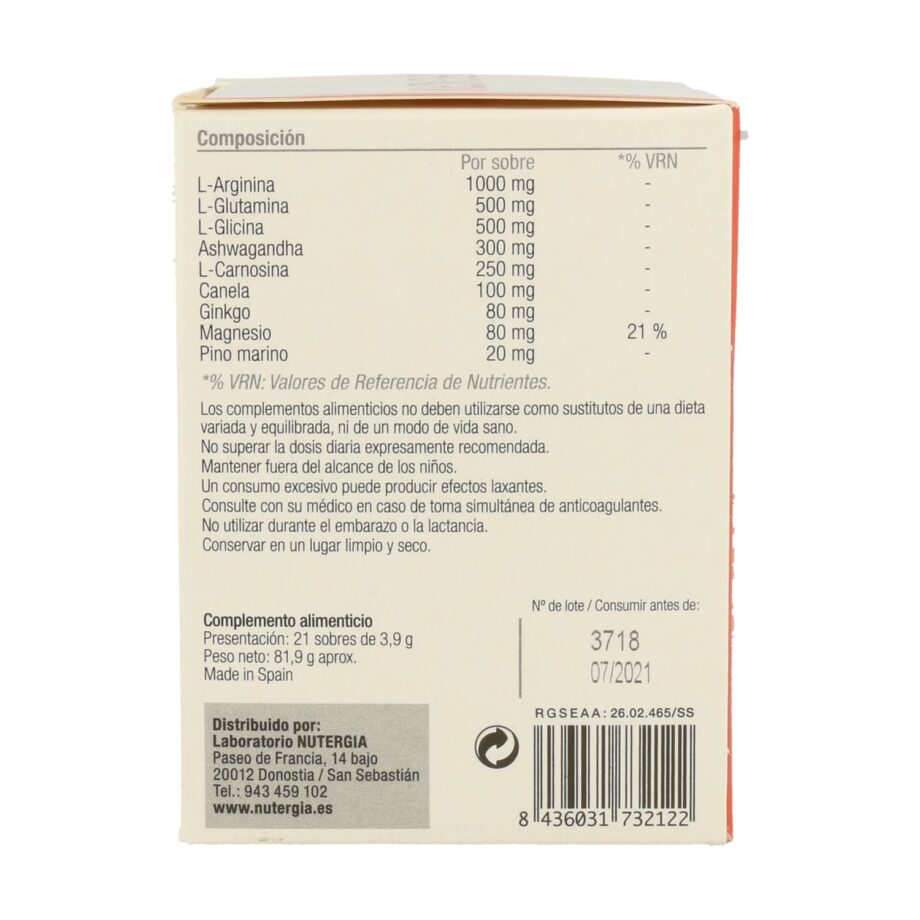 Composición
Por sobre *% VRN
L-Arginina 1000 mg -
L-Glutamina 500 mg -
L-Glicina 500 mg -
Ashwagandha 300 mg -
L-Carnosina 250 mg -
Canela 100 mg -
Ginkgo 80 mg -
Magnesio 80 mg 21 %
Pino marino 20 mg -
*% VRN: Valores de Referencia de Nutrientes.
Los complementos alimenticios no deben utilizarse como sustitutos de una dieta
variada y equilibrada, ni de un modo de vida sano.
No superar la dosis diaria expresamente recomendada.
Mantener fuera del alcance de los niños.
Un consumo excesivo puede producir efectos laxantes.
Consulte con su médico en caso de toma simultánea de anticoagulantes.
No utilizar durante el embarazo o la lactancia.
Conservar en un lugar limpio y seco.
Complemento alimenticio
Presentación: 21 sobres de 3,9 g
Peso neto: 81,9 g aprox.
Made in Spain
Nº de lote / Consumir antes de:
3718
07/2021
Distribuido por:
Laboratorio NUTERGIA
Paseo de Francia, 14 bajo
20012 Donostia / San Sebastián
Tel.: 943 459 102
www.nutergia.es
RGSEAA: 26.02.465/SS
8 436031 732122